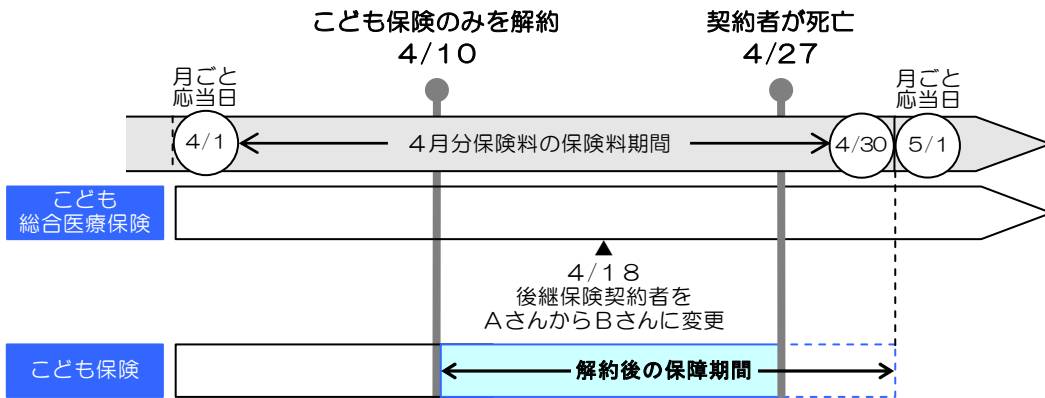 こども保険のみを解約
４/１０
契約者が死亡
４/２７
月ごと
応当日
月ごと
応当日
４/１
４月分保険料の保険料期間
４/３０
５/１
こども
総合医療保険
４/１８
後継保険契約者を
ＡさんからＢさんに変更
こども保険
解約後の保障期間